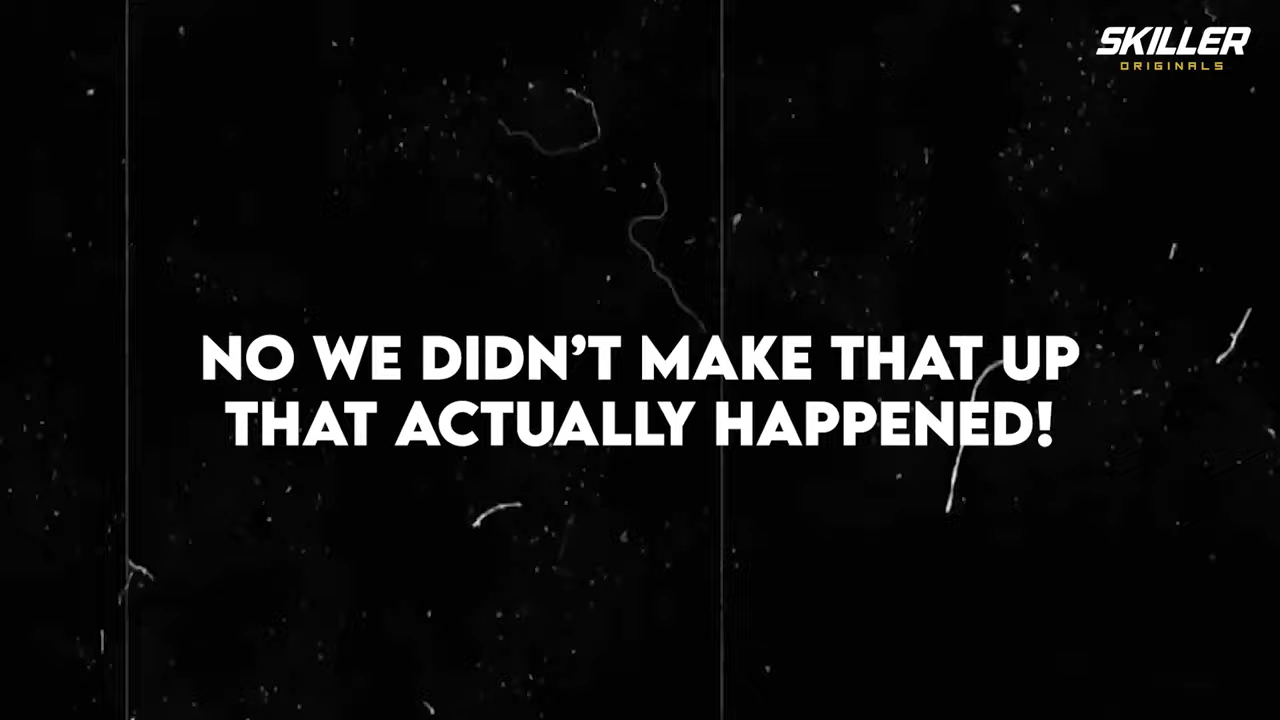 SKILLER
ORIGINALS
NO WE DIDN’T MAKE THAT UP
THAT ACTUALLY HAPPENED!